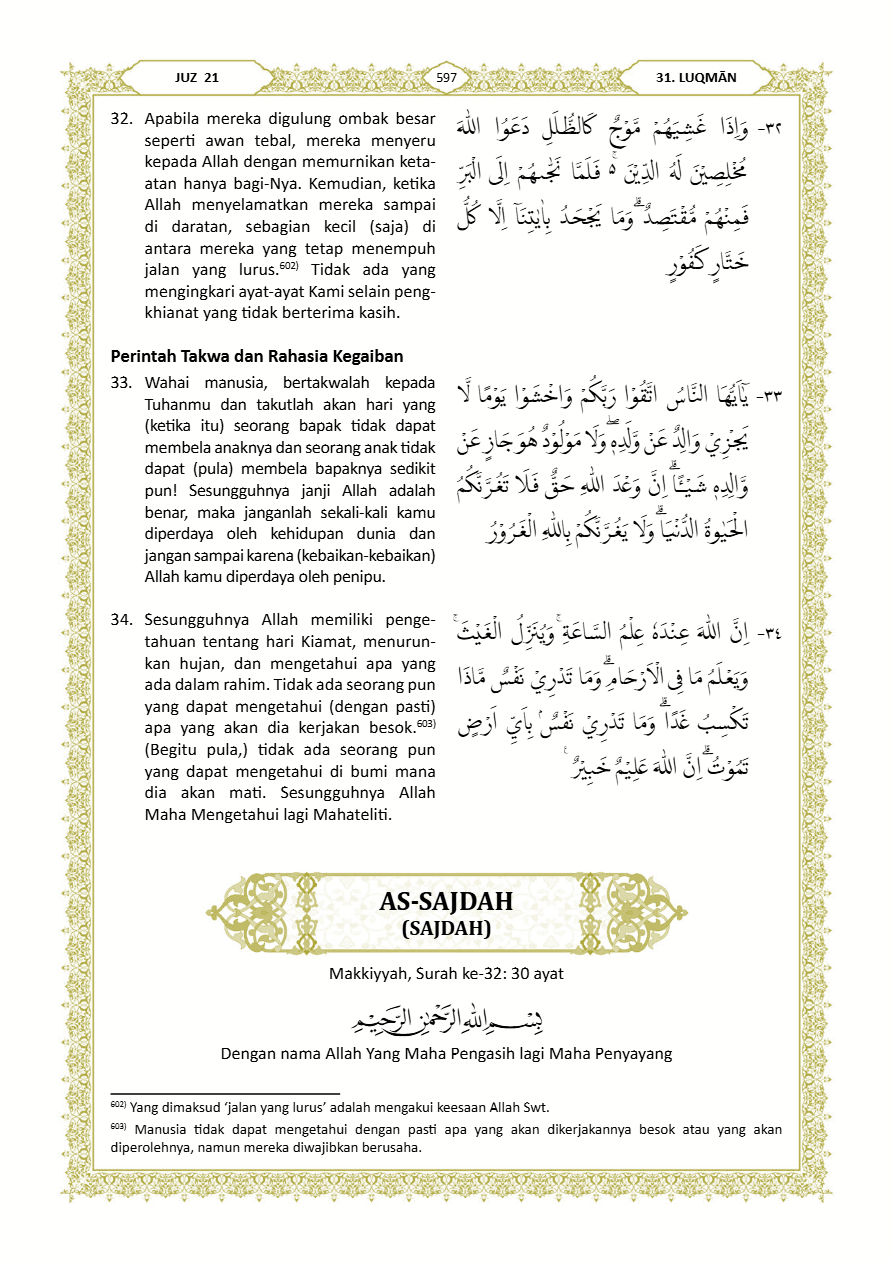 JUZ 21
597
31. LUQMĀN
32. Apabila mereka digulung ombak besar
seperti awan tebal, mereka menyeru
kepada Allah dengan memurnikan keta-
atan hanya bagi-Nya. Kemudian, ketika
Allah menyelamatkan mereka sampai
di daratan, sebagian kecil (saja) di
antara mereka yang tetap menempuh
jalan yang lurus.⁶⁰²⁾ Tidak ada yang
mengingkari ayat-ayat Kami selain peng-
khianat yang tidak berterima kasih.
٣٢- وَاِذَا غَشِيَهُمْ مَّوْجٌ كَالظُّلَلِ دَعَوُا اللّٰهَ
مُخْلِصِيْنَ لَهُ الدِّيْنَ ەۚ فَلَمَّا نَجّٰىهُمْ اِلَى الْبَرِّ
فَمِنْهُمْ مُّقْتَصِدٌۗ وَمَا يَجْحَدُ بِاٰيٰتِنَآ اِلَّا كُلُّ
خَتَّارٍ كَفُوْرٍ
Perintah Takwa dan Rahasia Kegaiban
33. Wahai manusia, bertakwalah kepada
Tuhanmu dan takutlah akan hari yang
(ketika itu) seorang bapak tidak dapat
membela anaknya dan seorang anak tidak
dapat (pula) membela bapaknya sedikit
pun! Sesungguhnya janji Allah adalah
benar, maka janganlah sekali-kali kamu
diperdaya oleh kehidupan dunia dan
jangan sampai karena (kebaikan-kebaikan)
Allah kamu diperdaya oleh penipu.
٣٣- يٰٓاَيُّهَا النَّاسُ اتَّقُوْا رَبَّكُمْ وَاخْشَوْا يَوْمًا لَّا
يَجْزِيْ وَالِدٌ عَنْ وَّلَدِهٖۖ وَلَا مَوْلُوْدٌ هُوَ جَازٍ عَنْ
وَّالِدِهٖ شَيْـًٔاۗ اِنَّ وَعْدَ اللّٰهِ حَقٌّ فَلَا تَغُرَّنَّكُمُ
الْحَيٰوةُ الدُّنْيَاۗ وَلَا يَغُرَّنَّكُمْ بِاللّٰهِ الْغَرُوْرُ
34. Sesungguhnya Allah memiliki penge-
tahuan tentang hari Kiamat, menurun-
kan hujan, dan mengetahui apa yang
ada dalam rahim. Tidak ada seorang pun
yang dapat mengetahui (dengan pasti)
apa yang akan dia kerjakan besok.⁶⁰³⁾
(Begitu pula,) tidak ada seorang pun
yang dapat mengetahui di bumi mana
dia akan mati. Sesungguhnya Allah
Maha Mengetahui lagi Mahateliti.
٣٤- اِنَّ اللّٰهَ عِنْدَهٗ عِلْمُ السَّاعَةِۚ وَيُنَزِّلُ الْغَيْثَۚ
وَيَعْلَمُ مَا فِى الْاَرْحَامِۗ وَمَا تَدْرِيْ نَفْسٌ مَّاذَا
تَكْسِبُ غَدًاۗ وَمَا تَدْرِيْ نَفْسٌۢ بِاَيِّ اَرْضٍ
تَمُوْتُۗ اِنَّ اللّٰهَ عَلِيْمٌ خَبِيْرٌ ࣖ
AS-SAJDAH
(SAJDAH)
Makkiyyah, Surah ke-32: 30 ayat
بِسْمِ اللّٰهِ الرَّحْمٰنِ الرَّحِيْمِ
Dengan nama Allah Yang Maha Pengasih lagi Maha Penyayang
⁶⁰²⁾ Yang dimaksud ‘jalan yang lurus’ adalah mengakui keesaan Allah Swt.
⁶⁰³⁾ Manusia tidak dapat mengetahui dengan pasti apa yang akan dikerjakannya besok atau yang akan
diperolehnya, namun mereka diwajibkan berusaha.